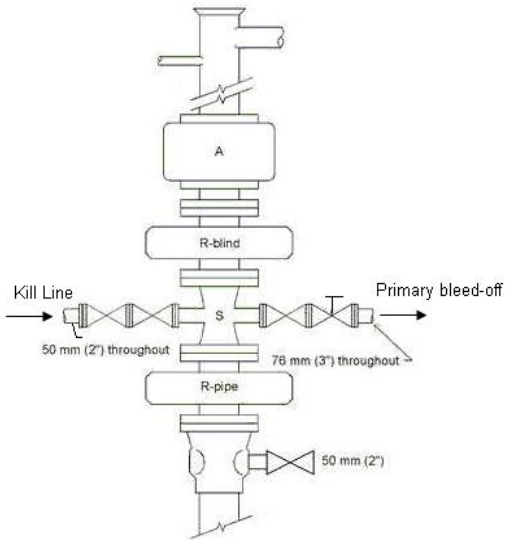 A
R-blind
Kill Line
S
Primary bleed-off
50 mm (2") throughout
76 mm (3") throughout
R-pipe
50 mm (2")